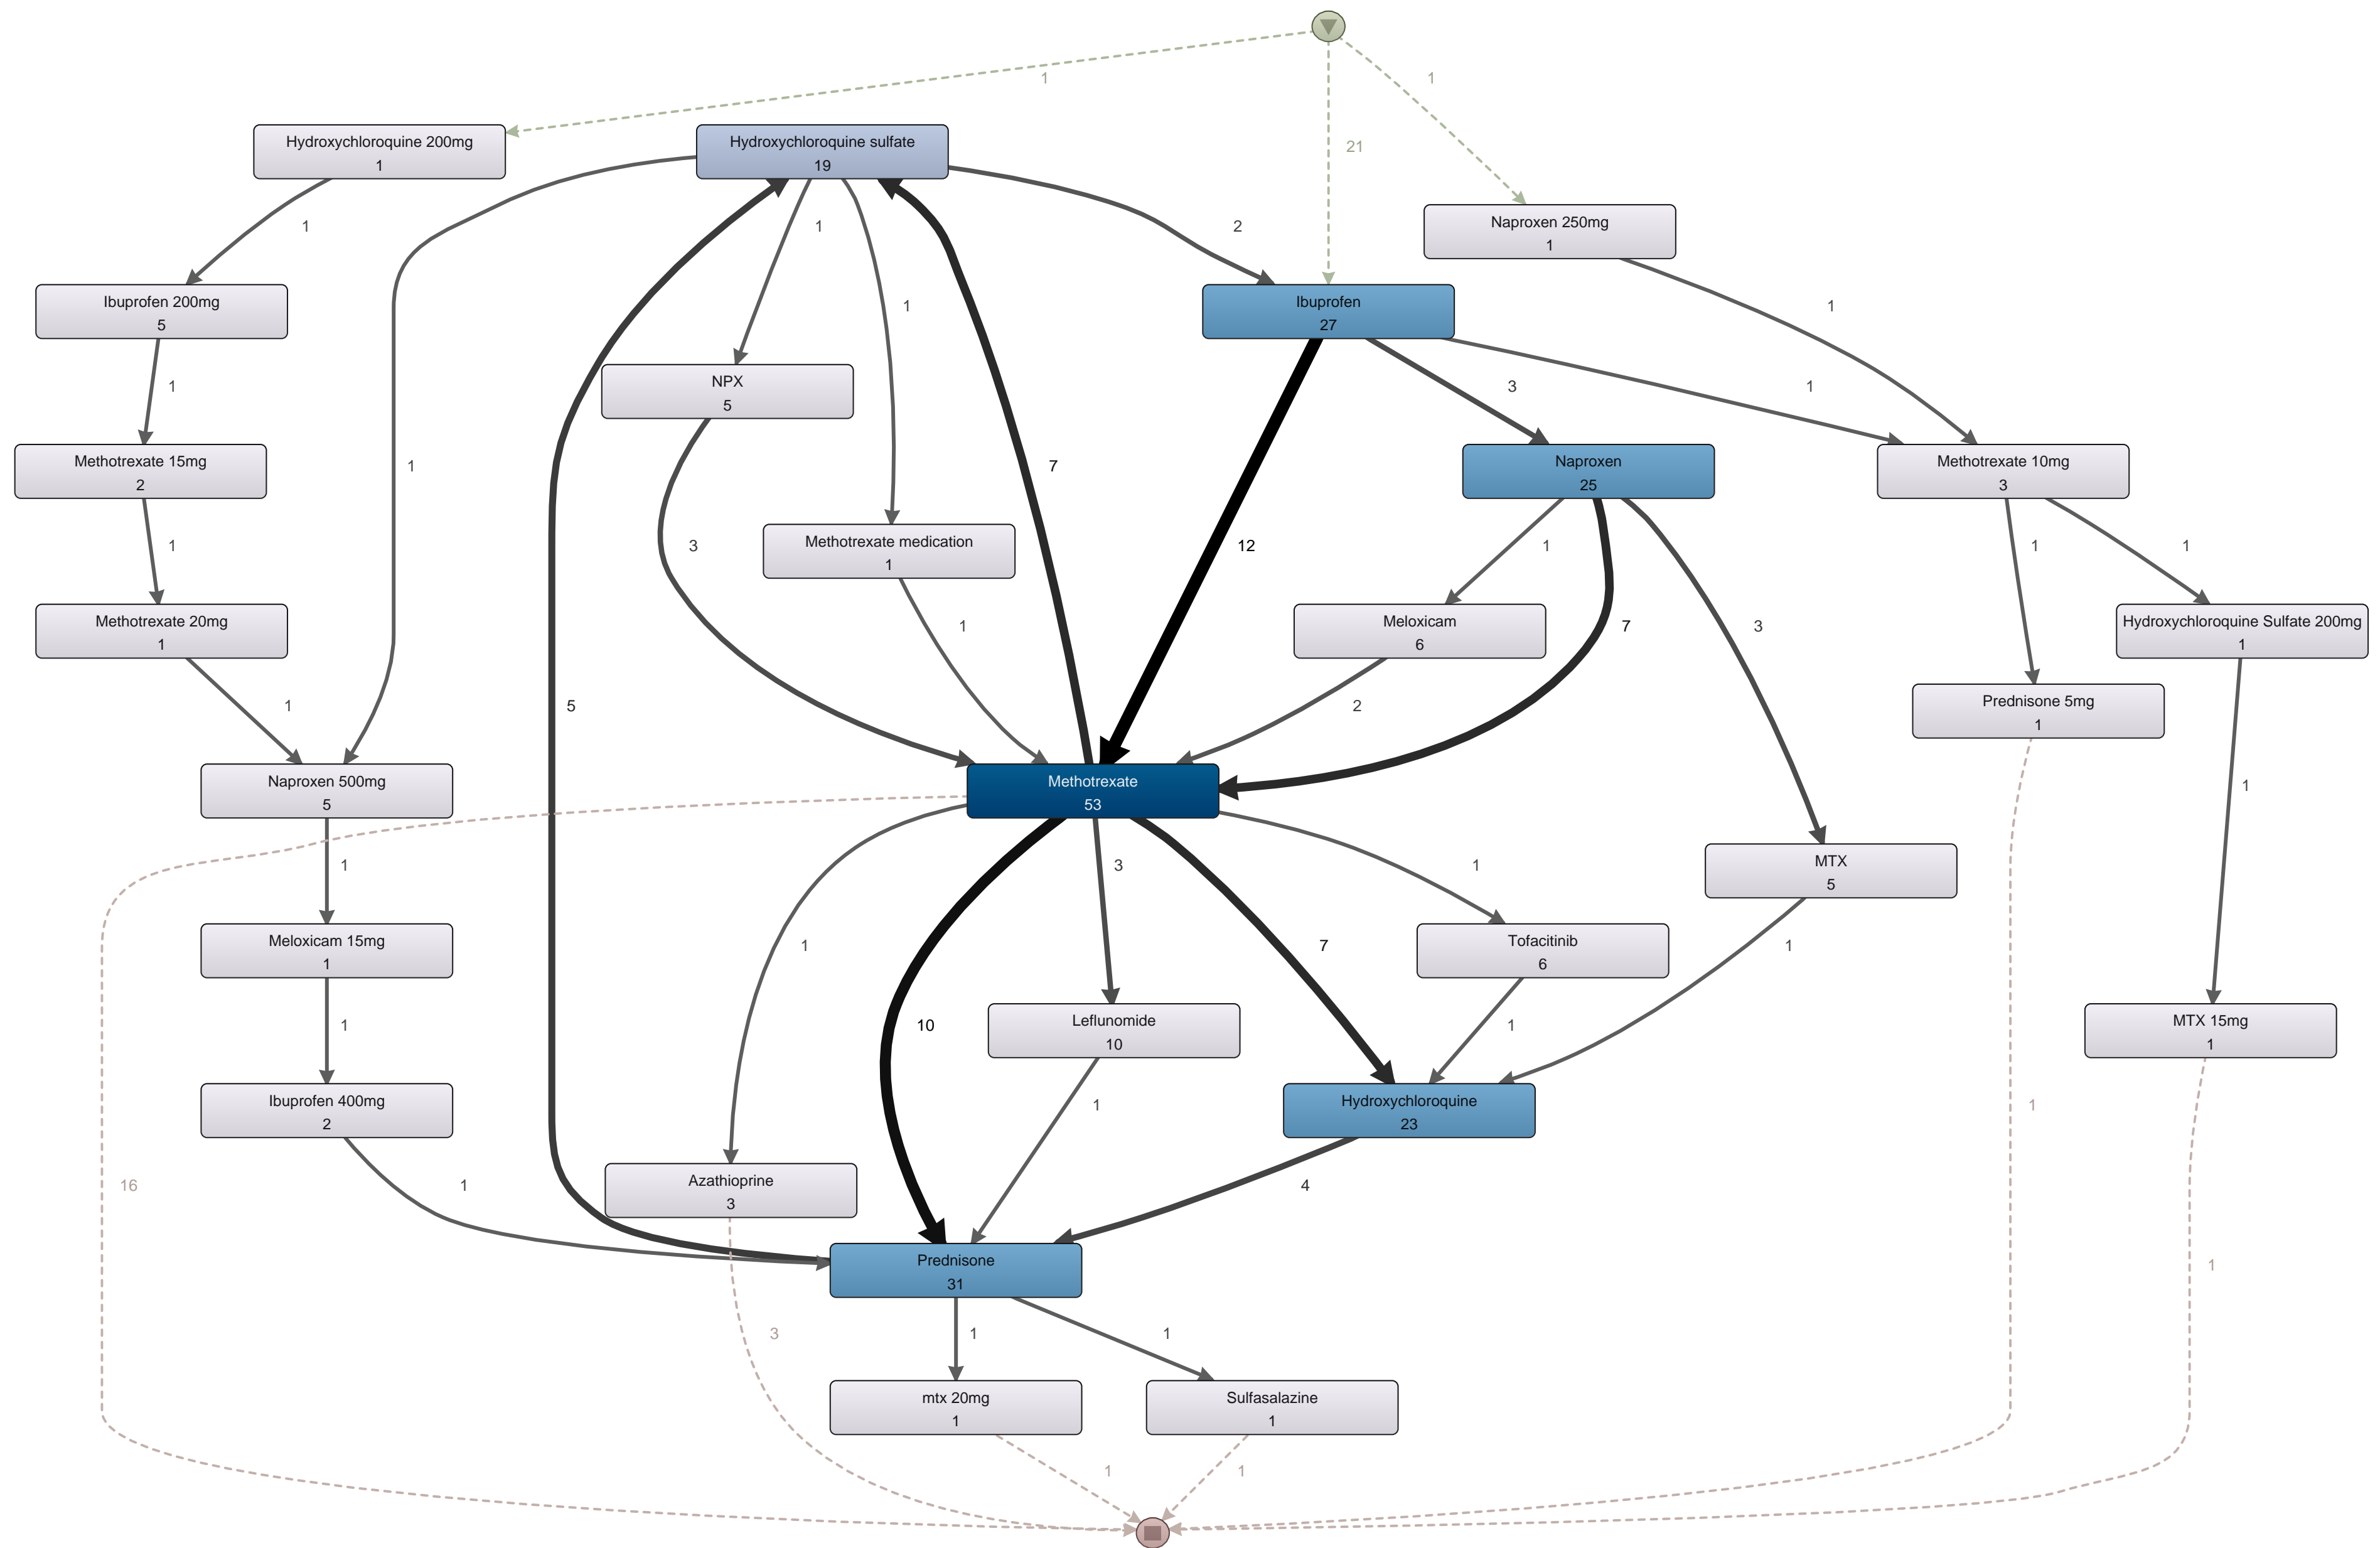 1
1
Hydroxychloroquine 200mg
1
Hydroxychloroquine sulfate
19
21
Naproxen 250mg
1
1
1
2
Ibuprofen 200mg
5
1
Ibuprofen
27
1
1
NPX
5
3
1
Methotrexate 15mg
2
1
7
Naproxen
25
Methotrexate 10mg
3
1
3
Methotrexate medication
1
12
1
1
1
Methotrexate 20mg
1
1
Meloxicam
6
7
3
Hydroxychloroquine Sulfate 200mg
1
1
5
2
Prednisone 5mg
1
Naproxen 500mg
5
Methotrexate
53
1
1
3
1
MTX
5
Meloxicam 15mg
1
1
7
Tofacitinib
6
1
1
10
Leflunomide
10
1
MTX 15mg
1
Ibuprofen 400mg
2
1
Hydroxychloroquine
23
1
16
1
Azathioprine
3
4
Prednisone
31
1
3
1
1
mtx 20mg
1
Sulfasalazine
1
1
1